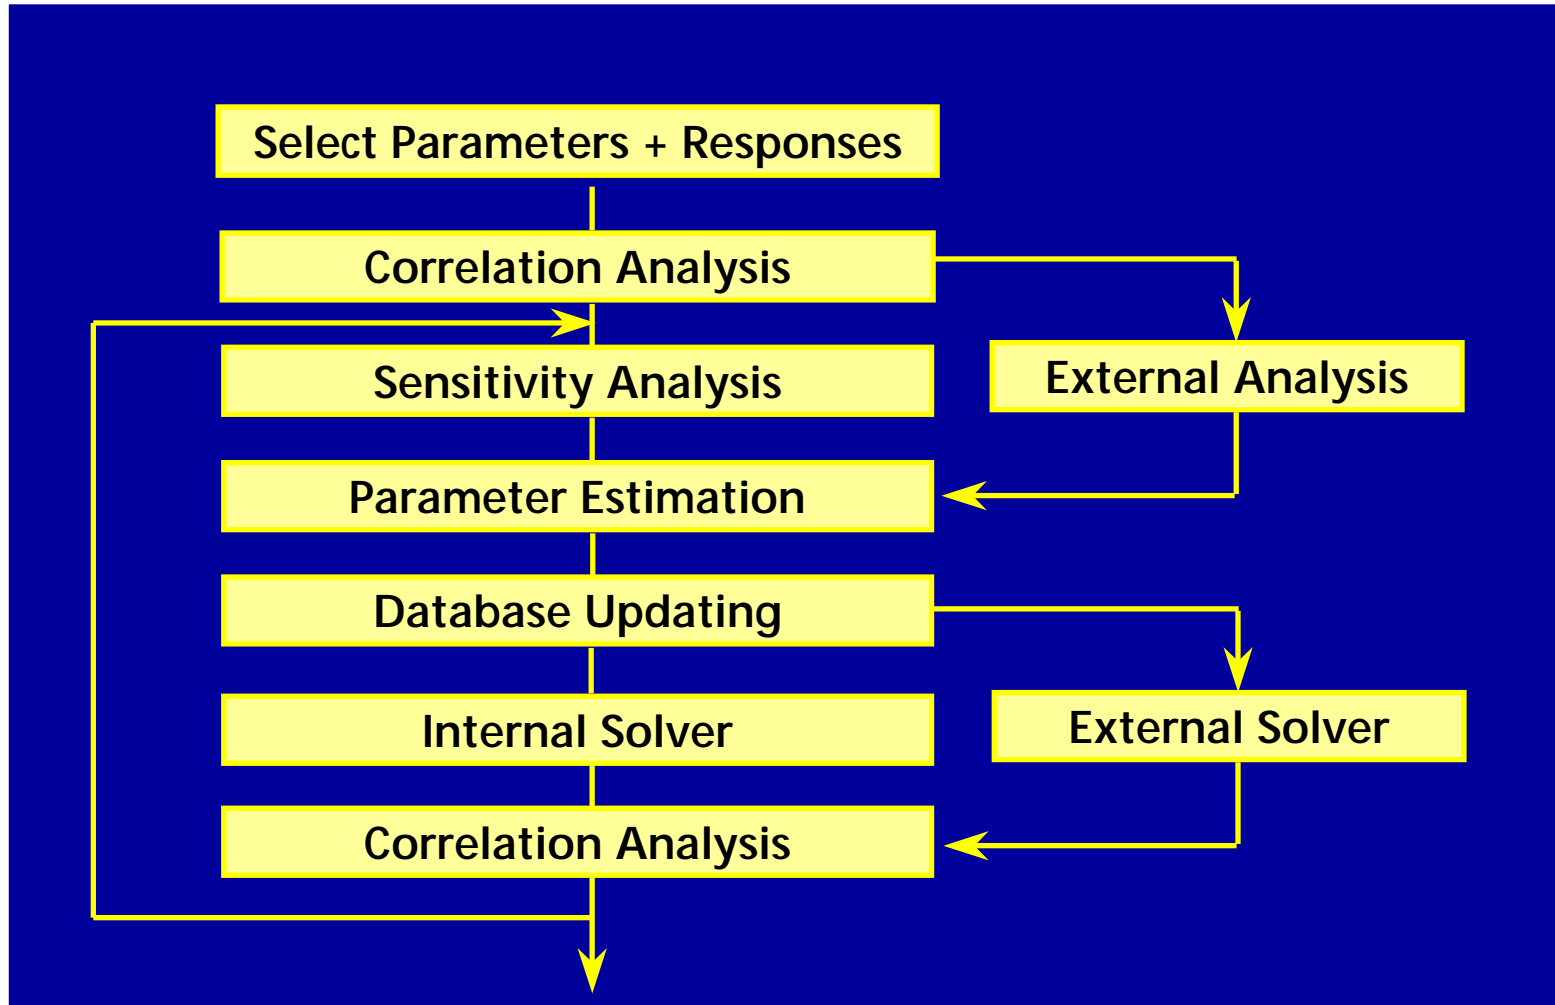 Select Parameters + Responses
Correlation Analysis
Sensitivity Analysis
External Analysis
Parameter Estimation
Database Updating
Internal Solver
External Solver
Correlation Analysis